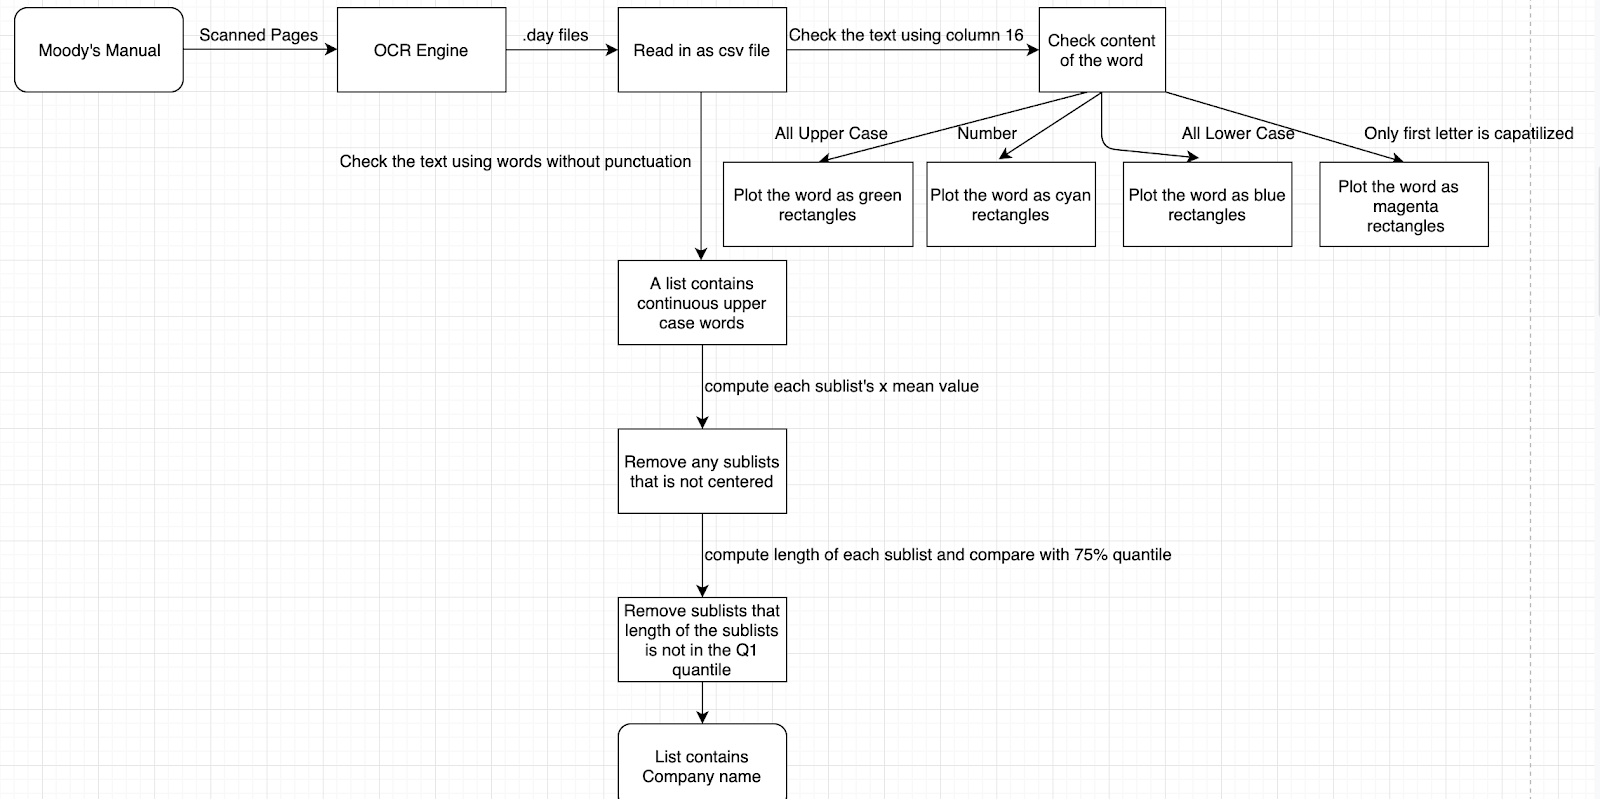 Moody's Manual
Scanned Pages
OCR Engine
.day files
Read in as csv file
Check the text using column 16
Check content
of the word
All Upper Case
Number
All Lower Case
Only first letter is capatilized
Check the text using words without punctuation
Plot the word as green
rectangles
Plot the word as cyan
rectangles
Plot the word as blue
rectangles
Plot the word as
magenta
rectangles
A list contains
continuous upper
case words
compute each sublist's x mean value
Remove any sublists
that is not centered
compute length of each sublist and compare with 75% quantile
Remove sublists that
length of the sublists
is not in the Q1
quantile
List contains
Company name